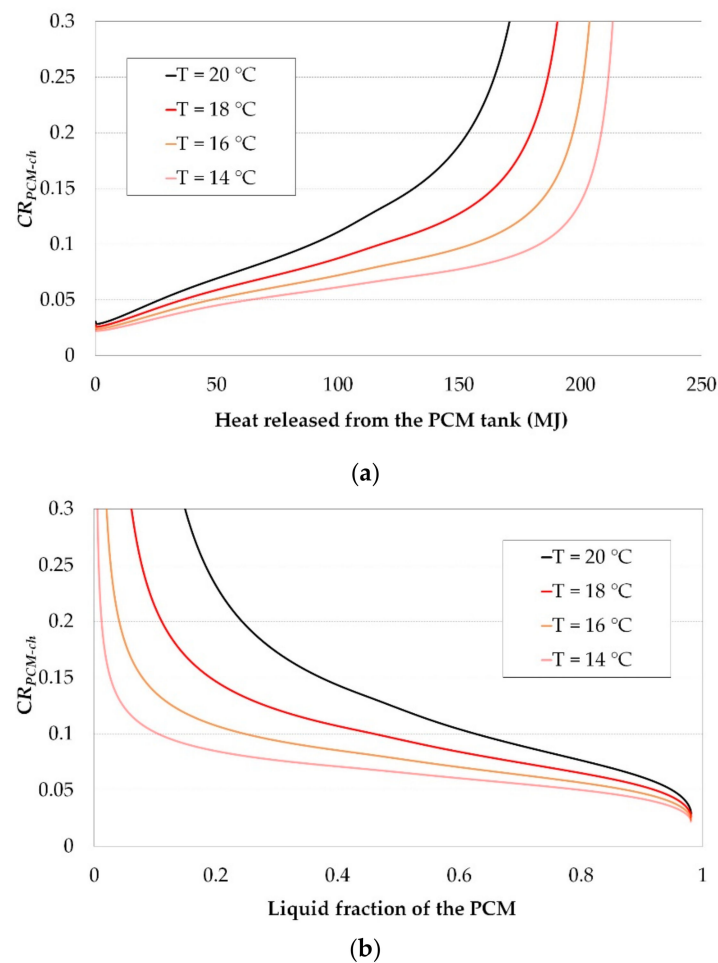 0.3
0.25
0.2
0.15
0.1
0.05
0
CR_PCM-ch
T = 20 °C
T = 18 °C
T = 16 °C
T = 14 °C
0 50 100 150 200 250
Heat released from the PCM tank (MJ)
(a)
0.3
0.25
0.2
0.15
0.1
0.05
0
CR_PCM-ch
T = 20 °C
T = 18 °C
T = 16 °C
T = 14 °C
0 0.2 0.4 0.6 0.8 1
Liquid fraction of the PCM
(b)